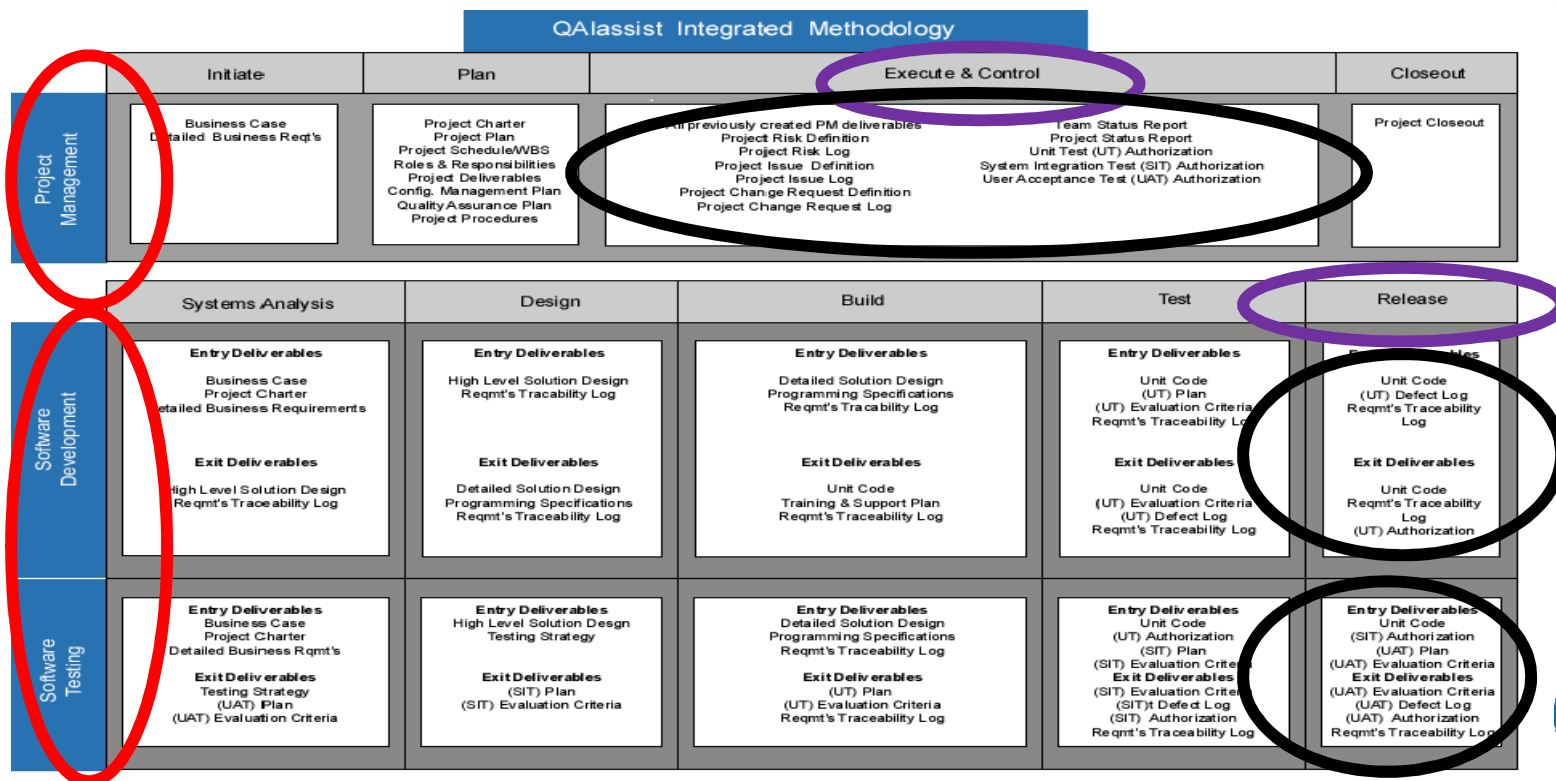 QAIassist Integrated Methodology
Initiate
Plan
Execute & Control
Closeout
Project
Management
Business Case
Detailed Business Reqt's
Project Charter
Project Plan
Project Schedule/WBS
Roles & Responsibilities
Project Deliverables
Config. Management Plan
Quality Assurance Plan
Project Procedures
All previously created PM deliverables
Project Risk Definition
Project Risk Log
Project Issue Definition
Project Issue Log
Project Change Request Definition
Project Change Request Log
Team Status Report
Project Status Report
Unit Test (UT) Authorization
System Integration Test (SIT) Authorization
User Acceptance Test (UAT) Authorization
Project Closeout
Systems Analysis
Design
Build
Test
Release
Software
Development
Entry Deliverables
Business Case
Project Charter
Detailed Business Requirements
Exit Deliverables
High Level Solution Design
Reqmt's Traceability Log
Entry Deliverables
High Level Solution Design
Reqmt's Tracability Log
Exit Deliverables
Detailed Solution Design
Programming Specifications
Reqmt's Traceability Log
Entry Deliverables
Detailed Solution Design
Programming Specifications
Reqmt's Tracability Log
Exit Deliverables
Unit Code
Training & Support Plan
Reqmt's Traceability Log
Entry Deliverables
Unit Code
(UT) Plan
(UT) Evaluation Criteria
Reqmt's Traceability Log
Exit Deliverables
Unit Code
(UT) Evaluation Criteria
(UT) Defect Log
Reqmt's Traceability Log
Entry Deliverables
Unit Code
(UT) Defect Log
Reqmt's Traceability
Log
Exit Deliverables
Unit Code
Reqmt's Traceability
Log
(UT) Authorization
Software
Testing
Entry Deliverables
Business Case
Project Charter
Detailed Business Rqmt's
Exit Deliverables
Testing Strategy
(UAT) Plan
(UAT) Evaluation Criteria
Entry Deliverables
High Level Solution Design
Testing Strategy
Exit Deliverables
(SIT) Plan
(SIT) Evaluation Criteria
Entry Deliverables
Detailed Solution Design
Programming Specifications
Reqmt's Traceability Log
Exit Deliverables
(UT) Plan
(UT) Evaluation Criteria
Reqmt's Traceability Log
Entry Deliverables
Unit Code
(UT) Authorization
(SIT) Plan
(SIT) Evaluation Criteria
Exit Deliverables
(SIT) Evaluation Criteria
(SIT)t Defect Log
(SIT) Authorization
Reqmt's Traceability Log
Entry Deliverables
Unit Code
(SIT) Authorization
(UAT) Plan
(UAT) Evaluation Criteria
Exit Deliverables
(UAT) Evaluation Criteria
(UAT) Defect Log
(UAT) Authorization
Reqmt's Traceability Log